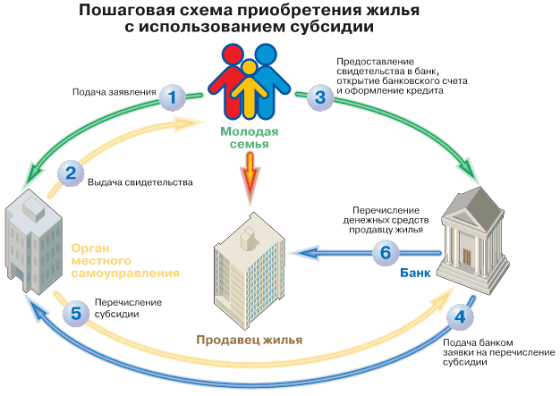 Пошаговая схема приобретения жилья
с использованием субсидии
Подача заявления
1
3
Предоставление
свидетельства в банк,
открытие банковского счета
и оформление кредита
Молодая
семья
2
Выдача свидетельства
Орган
местного
самоуправления
Перечисление
денежных средств
продавцу жилья
6
Банк
5
Перечисление
субсидии
Продавец жилья
4
Подача банком
заявки на перечисление
субсидии